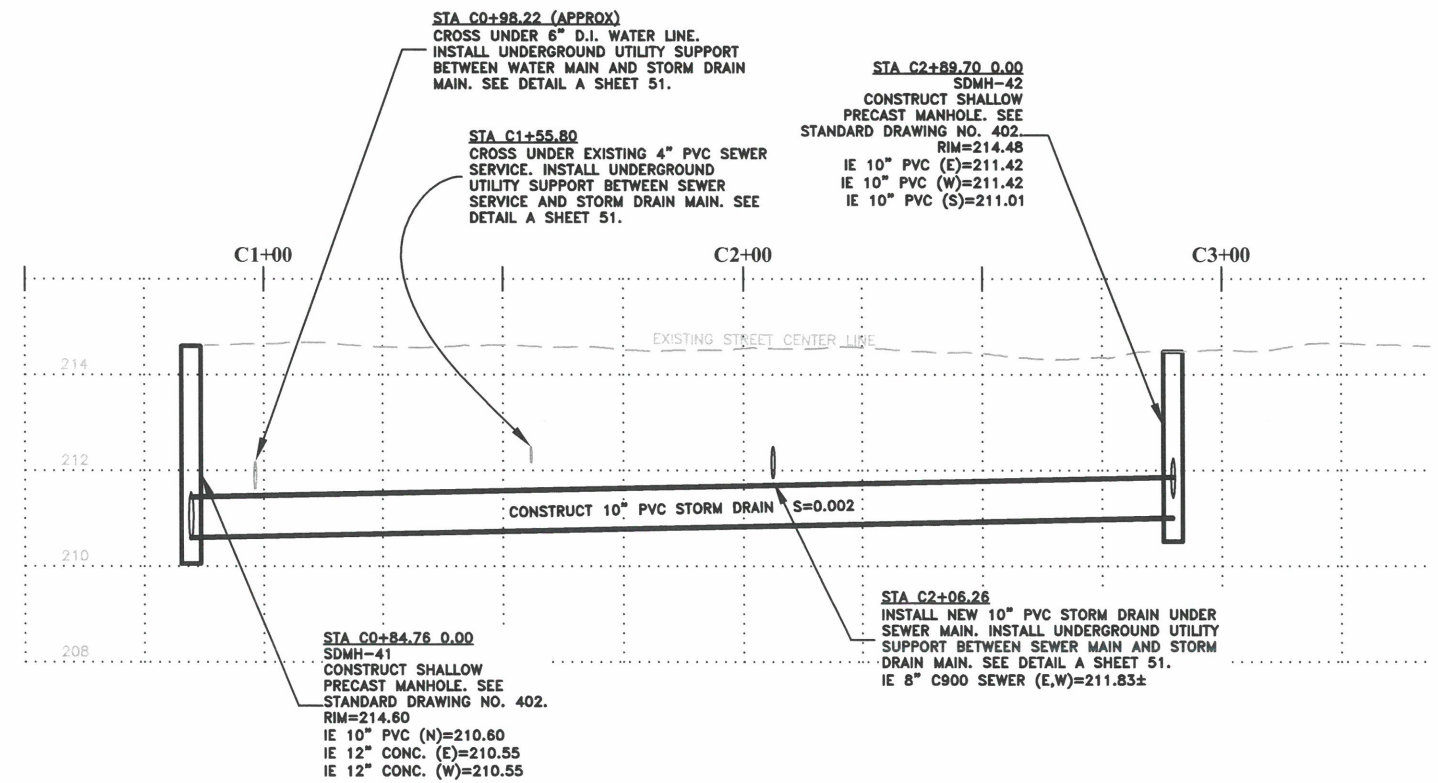 STA C0+98.22 (APPROX)
CROSS UNDER 6" D.I. WATER LINE.
INSTALL UNDERGROUND UTILITY SUPPORT
BETWEEN WATER MAIN AND STORM DRAIN
MAIN. SEE DETAIL A SHEET 51.
STA C2+89.70 0.00
SDMH-42
CONSTRUCT SHALLOW
PRECAST MANHOLE. SEE
STANDARD DRAWING NO. 402.
RIM=214.48
IE 10" PVC (E)=211.42
IE 10" PVC (W)=211.42
IE 10" PVC (S)=211.01
STA C1+55.80
CROSS UNDER EXISTING 4" PVC SEWER
SERVICE. INSTALL UNDERGROUND
UTILITY SUPPORT BETWEEN SEWER
SERVICE AND STORM DRAIN MAIN. SEE
DETAIL A SHEET 51.
C1+00
C2+00
C3+00
EXISTING STREET CENTER LINE
214
212
CONSTRUCT 10" PVC STORM DRAIN S=0.002
210
208
STA C2+06.26
INSTALL NEW 10" PVC STORM DRAIN UNDER
SEWER MAIN. INSTALL UNDERGROUND UTILITY
SUPPORT BETWEEN SEWER MAIN AND STORM
DRAIN MAIN. SEE DETAIL A SHEET 51.
IE 8" C900 SEWER (E,W)=211.83±
STA C0+84.76 0.00
SDMH-41
CONSTRUCT SHALLOW
PRECAST MANHOLE. SEE
STANDARD DRAWING NO. 402.
RIM=214.60
IE 10" PVC (N)=210.60
IE 12" CONC. (E)=210.55
IE 12" CONC. (W)=210.55